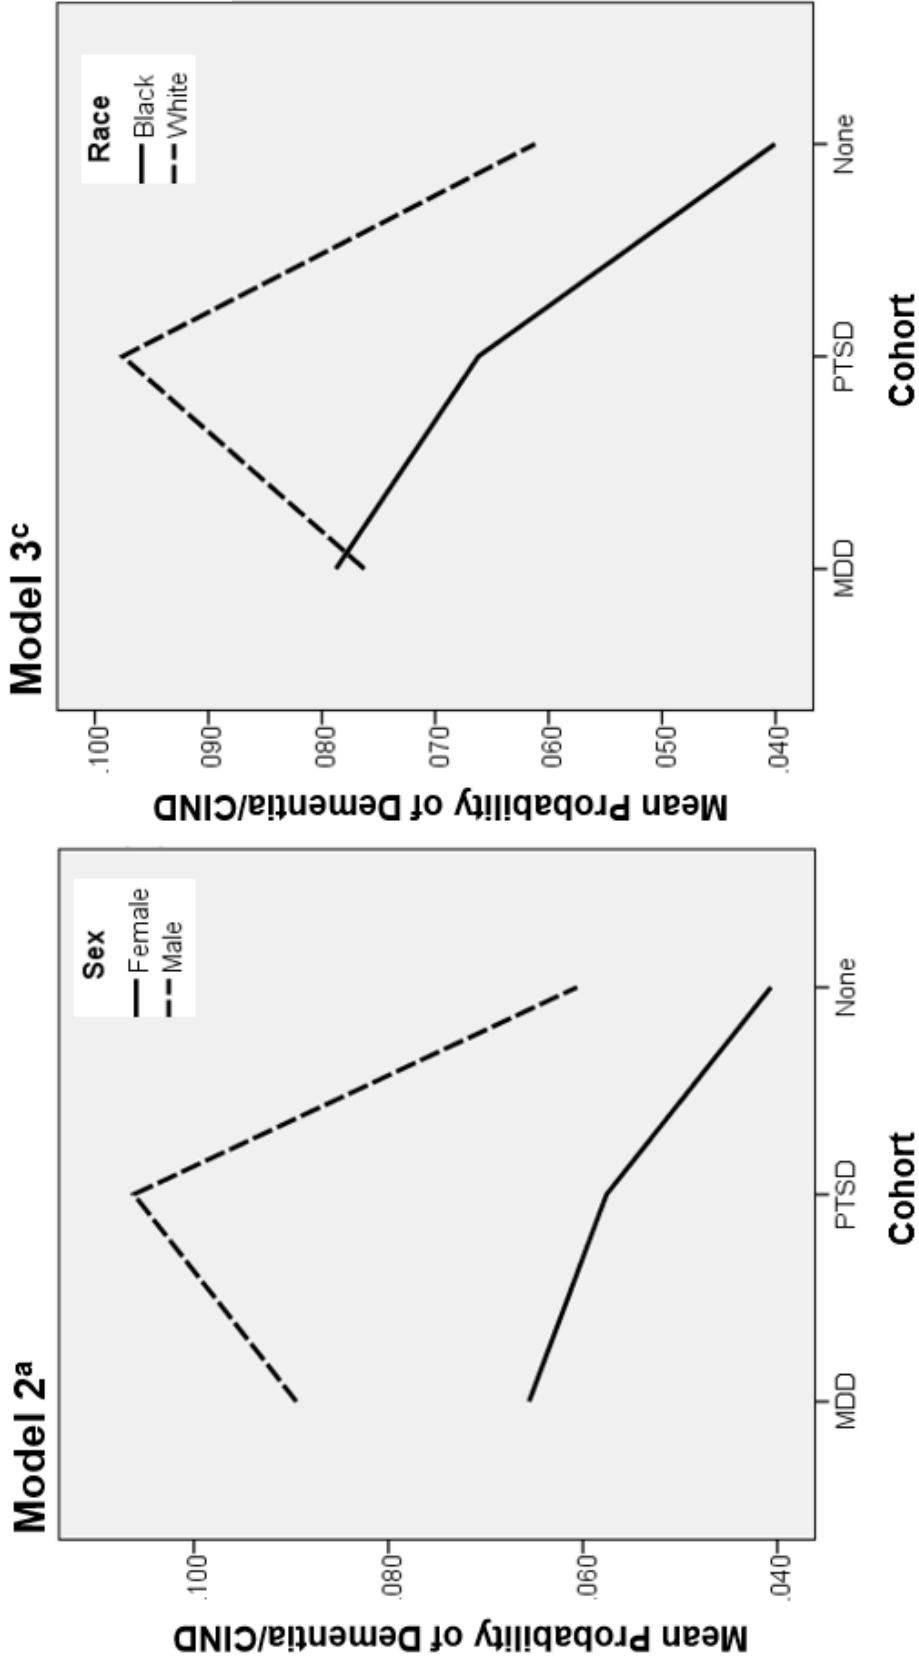 Model 2a
Mean Probability of Dementia/CIND
.100
.080
.060
.040
Sex
Female
Male
MDD
PTSD
None
Cohort
Model 3c
Mean Probability of Dementia/CIND
.100
.090
.080
.070
.060
.050
.040
Race
Black
White
MDD
PTSD
None
Cohort